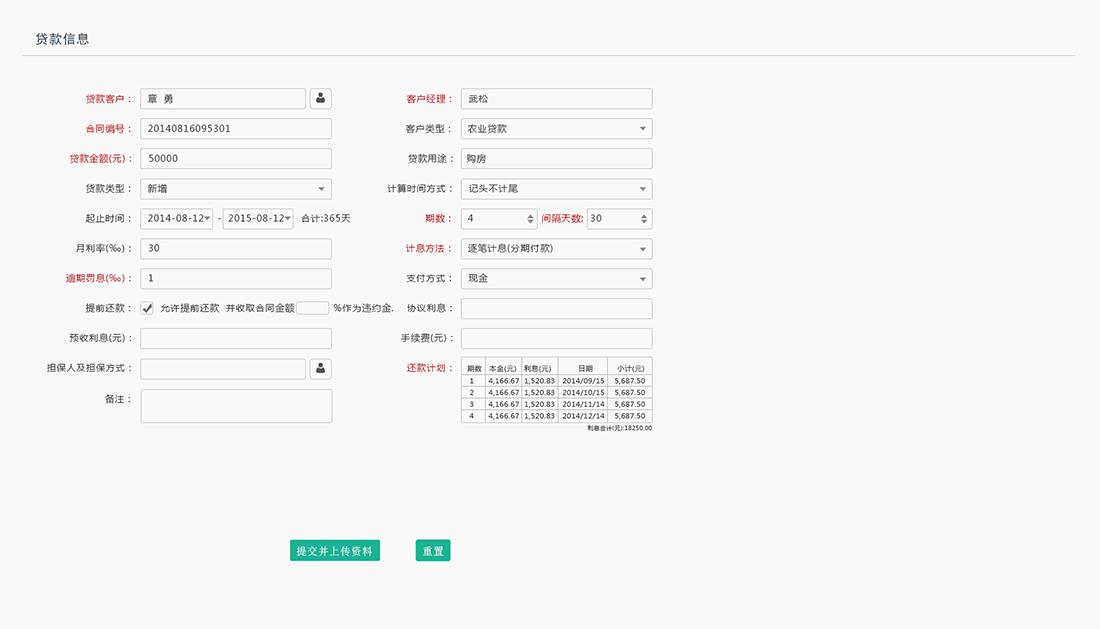 贷款信息
贷款客户： 章 勇
客户经理： 武松
合同编号： 20140816095301
客户类型： 农业贷款
贷款金额(元)： 50000
贷款用途： 购房
贷款类型： 新增
计算时间方式： 记头不计尾
起止时间： 2014-08-12 - 2015-08-12 合计:365天
期数： 4 间隔天数: 30
月利率(‰)： 30
计息方法： 逐笔计息(分期付款)
逾期罚息(‰)： 1
支付方式： 现金
提前还款： 允许提前还款 并收取合同金额 %作为违约金.
协议利息：
预收利息(元)：
手续费(元)：
担保人及担保方式：
还款计划：
期数 本金(元) 利息(元) 日期 小计(元)
1 4,166.67 1,520.83 2014/09/15 5,687.50
2 4,166.67 1,520.83 2014/10/15 5,687.50
3 4,166.67 1,520.83 2014/11/14 5,687.50
4 4,166.67 1,520.83 2014/12/14 5,687.50
利息合计(元):18250.00
备注：
提交并上传资料
重置